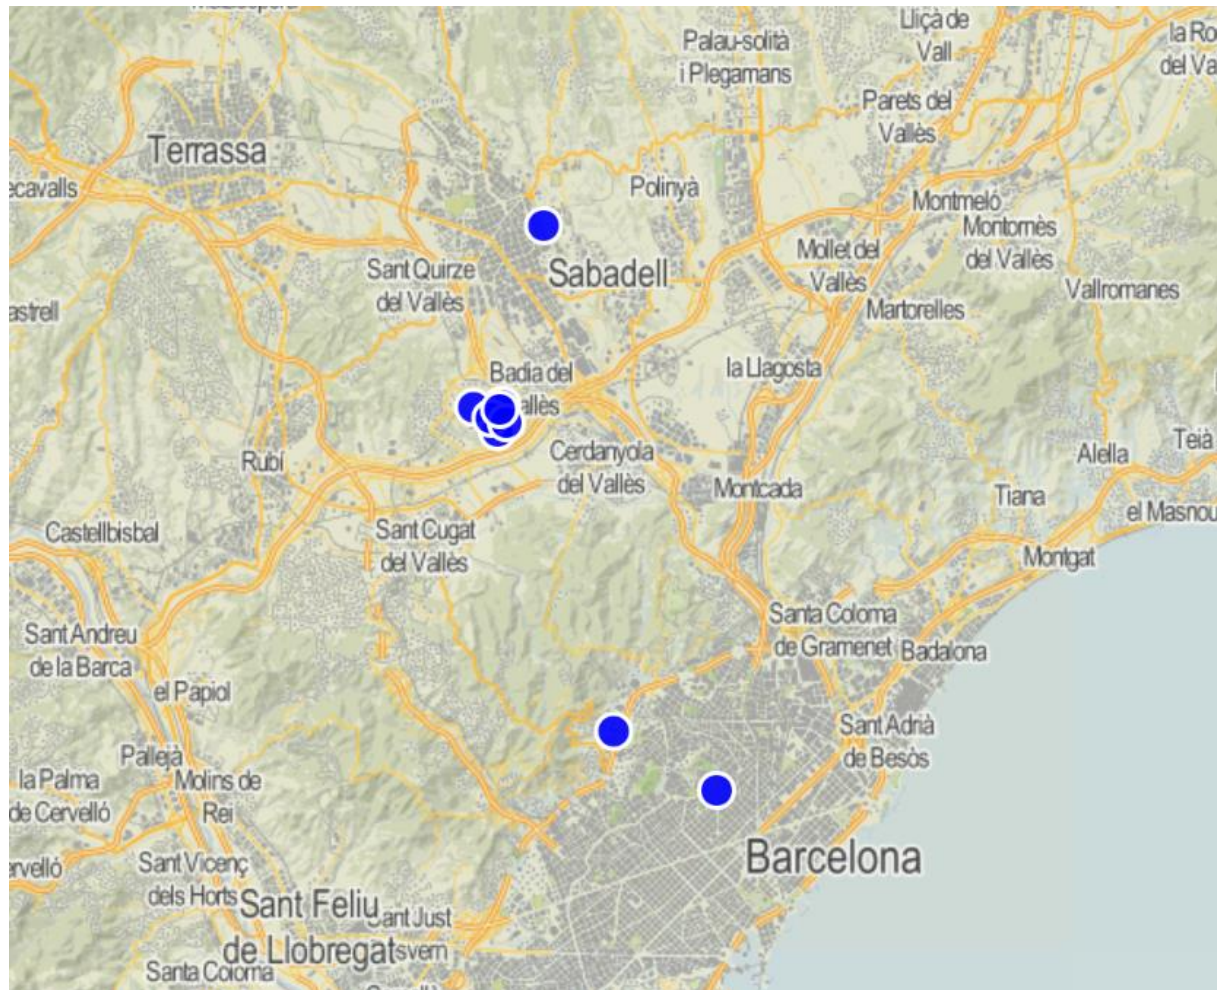 Lliçà de
Vall
la Ro
del Va
Palau-solità
i Plegamans
Parets del
Vallès
Terrassa
ecavalls
Polinyà
Montmeló
Montornès
del Vallès
Mollet del
Vallès
Sant Quirze
del Vallès
Sabadell
Vallromanes
astrell
Martorelles
Badia del
allès
la Llagosta
Rubí
Cerdanyola
del Vallès
Montcada
Alella
Teià
Tiana
el Masnou
Castellbisbal
Sant Cugat
del Vallès
Montgat
Sant Andreu
de la Barca
Santa Coloma
de Gramenet
Badalona
el Papiol
Sant Adrià
de Besòs
Pallejà
la Palma
de Cervelló
Molins de
Rei
Barcelona
ervelló
Sant Vicenç
dels Horts
Sant Feliu
de Llobregat
ant Just
svern
Santa Coloma